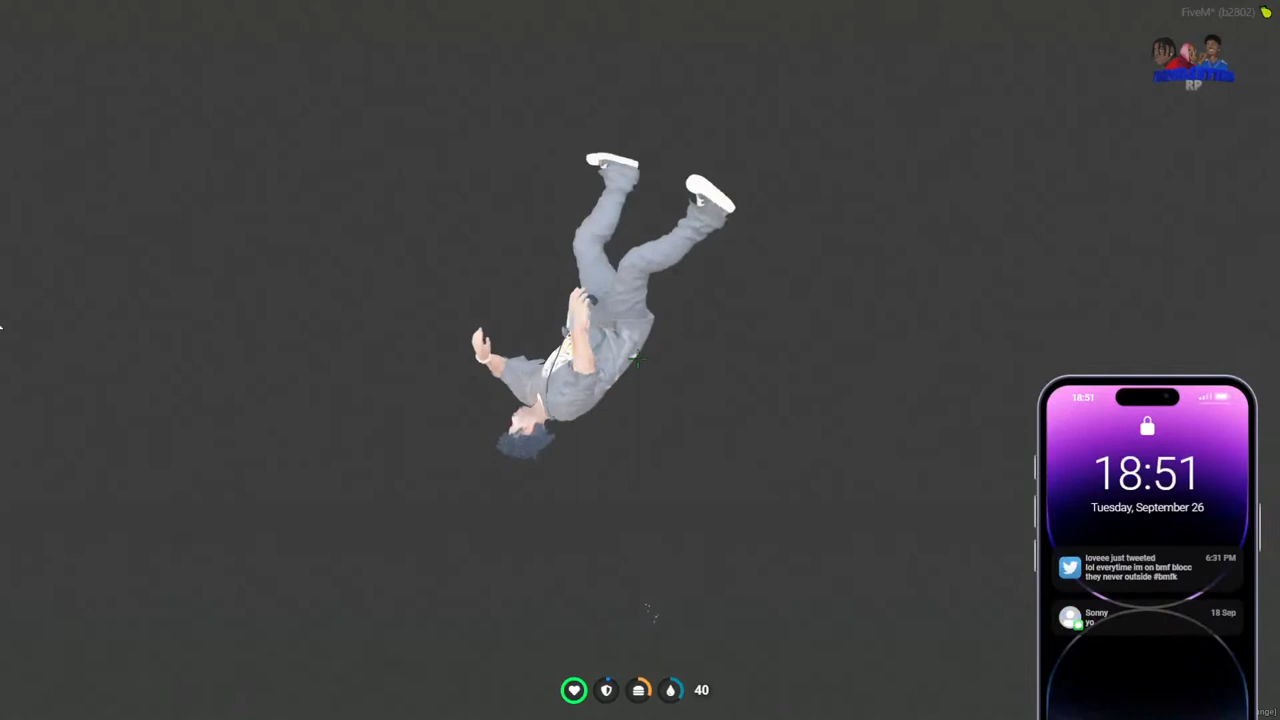 FiveM* (b2802)
RP
18:51
18:51
Tuesday, September 26
loveee just tweeted 6:31 PM
lol everytime im on bmf blocc
they never outside #bmfk
Sonny 18 Sep
yo
40